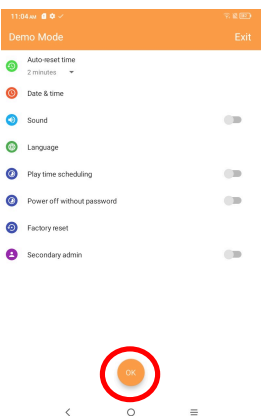 11:04 AM
Demo Mode
Exit
Auto-reset time
2 minutes
Date & time
Sound
Language
Play time scheduling
Power off without password
Factory reset
Secondary admin
OK